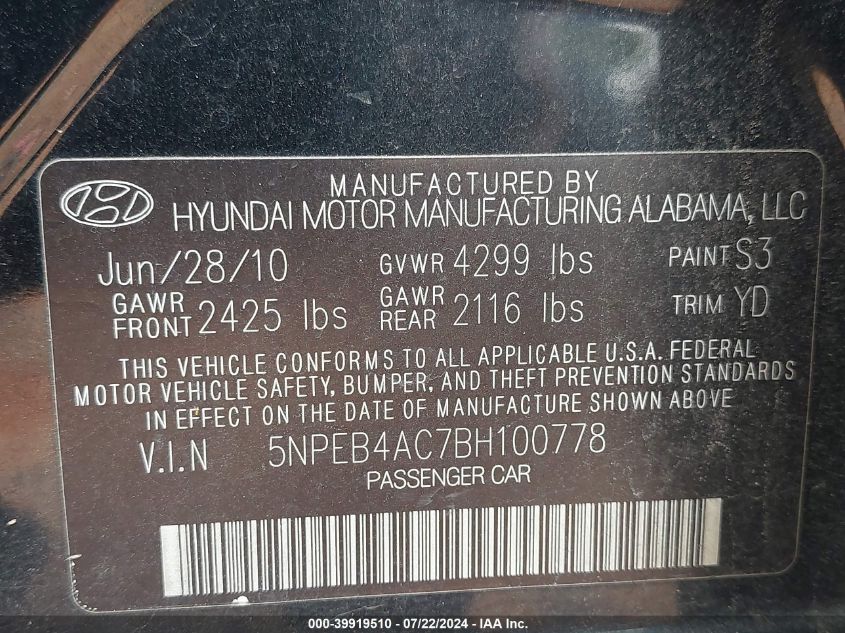 MANUFACTURED BY
HYUNDAI MOTOR MANUFACTURING ALABAMA, LLC
Jun/28/10 GVWR 4299 lbs PAINT S3
GAWR FRONT 2425 lbs GAWR REAR 2116 lbs TRIM YD
THIS VEHICLE CONFORMS TO ALL APPLICABLE U.S.A. FEDERAL
MOTOR VEHICLE SAFETY, BUMPER, AND THEFT PREVENTION STANDARDS
IN EFFECT ON THE DATE OF MANUFACTURE SHOWN ABOVE
V.I.N 5NPEB4AC7BH100778
PASSENGER CAR
000-39919510 - 07/22/2024 - IAA Inc.